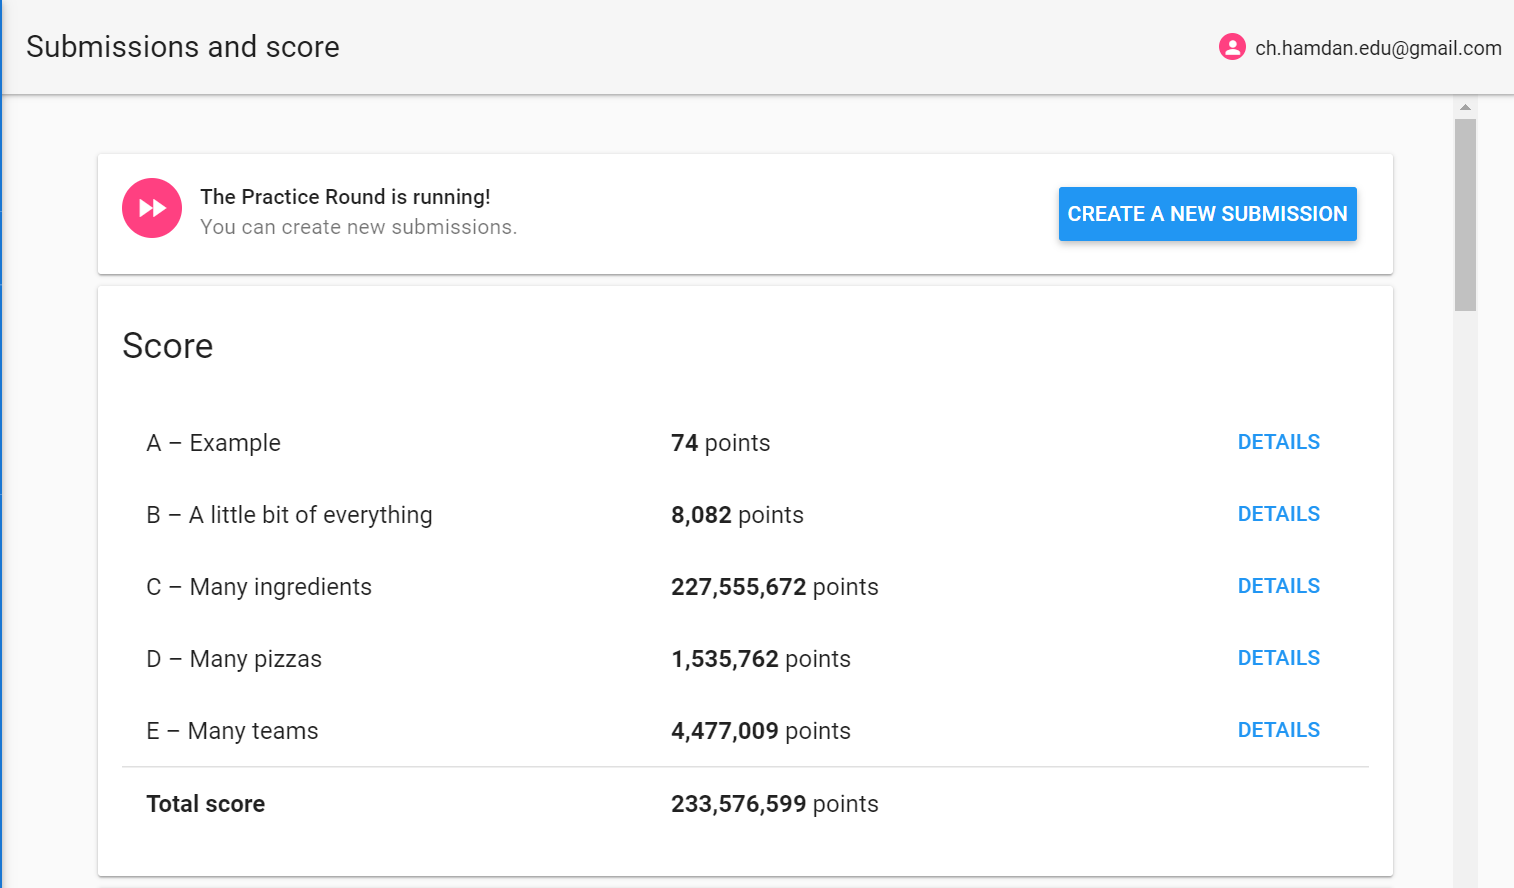 Submissions and score
ch.hamdan.edu@gmail.com
The Practice Round is running!
You can create new submissions.
CREATE A NEW SUBMISSION
Score
A – Example 74 points DETAILS
B – A little bit of everything 8,082 points DETAILS
C – Many ingredients 227,555,672 points DETAILS
D – Many pizzas 1,535,762 points DETAILS
E – Many teams 4,477,009 points DETAILS
Total score 233,576,599 points